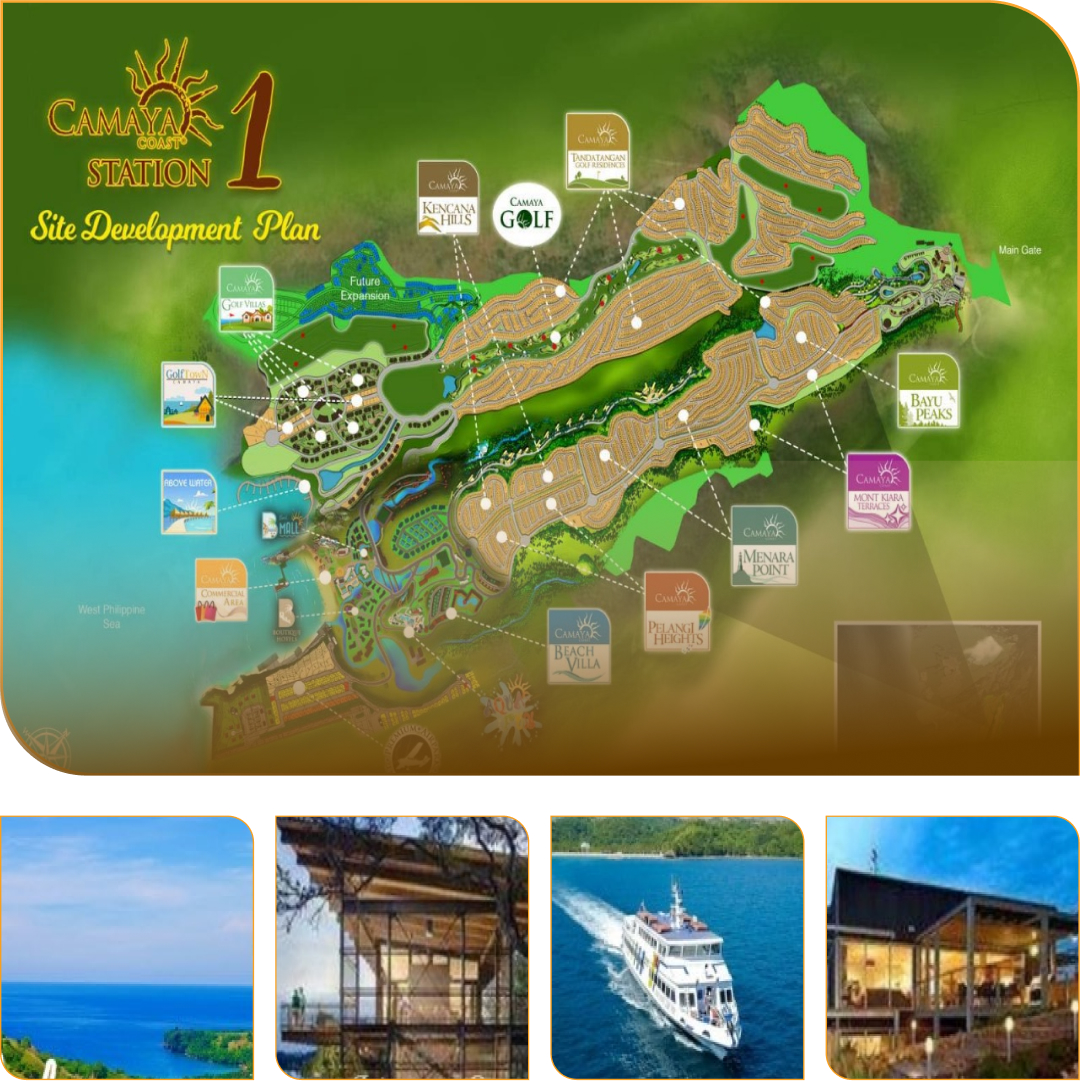 CAMAYA
COAST
STATION 1
Site Development Plan
CAMAYA
KENCANA
HILLS
CAMAYA
GOLF
CAMAYA
TANDATANGAN
GOLF RESIDENCES
Main Gate
Future
Expansion
CAMAYA
GOLF VILLAS
GolfTown
CAMAYA
CAMAYA
BAYU
PEAKS
ABOVE WATER
CAMAYA
MONT KIARA
TERRACES
MALL
CAMAYA
MENARA
POINT
CAMAYA
COMMERCIAL
AREA
CAMAYA
PELANGI
HEIGHTS
West Philippine
Sea
CAMAYA
BEACH
VILLA